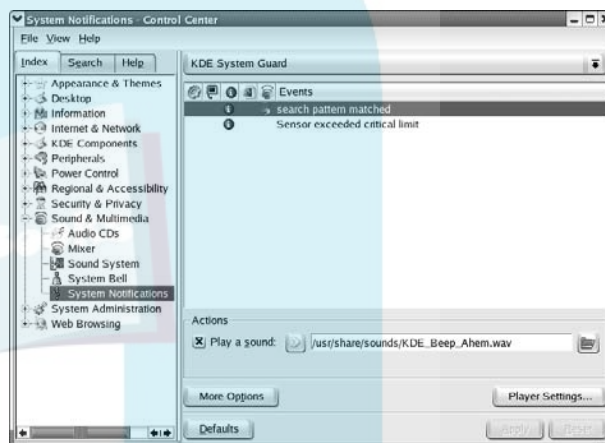 System Notifications - Control Center
File View Help
Index Search Help
Appearance & Themes
Desktop
Information
Internet & Network
KDE Components
Peripherals
Power Control
Regional & Accessibility
Security & Privacy
Sound & Multimedia
Audio CDs
Mixer
Sound System
System Bell
System Notifications
System Administration
Web Browsing
KDE System Guard
Events
search pattern matched
Sensor exceeded critical limit
Actions
Play a sound: /usr/share/sounds/KDE_Beep_Ahem.wav
More Options Player Settings...
Defaults Apply Reset